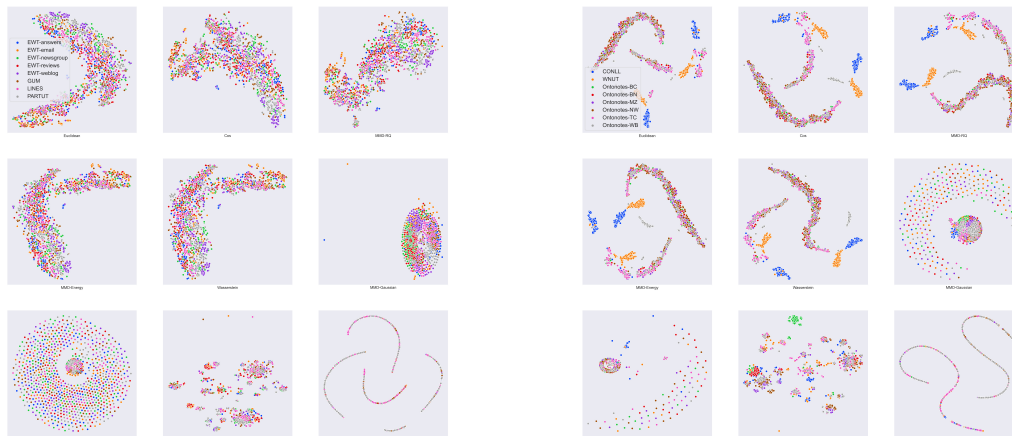 EWT-answers
EWT-email
EWT-newsgroup
EWT-reviews
EWT-weblog
GUM
LINES
PARTUT
Euclidean
Cos
MMD-RQ
CONLL
WNUT
Ontonotes-BC
Ontonotes-BN
Ontonotes-MZ
Ontonotes-NW
Ontonotes-TC
Ontonotes-WB
Euclidean
Cos
MMD-RQ
MMD-Energy
Wasserstein
MMD-Gaussian
MMD-Energy
Wasserstein
MMD-Gaussian